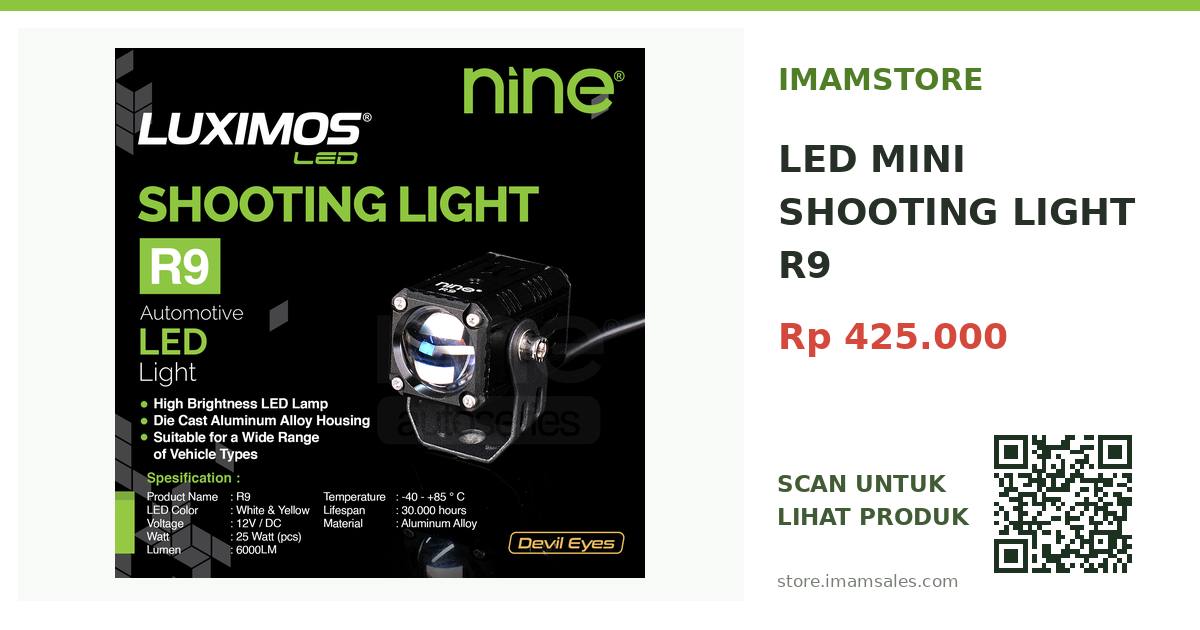 nine®
LUXIMOS®
LED
SHOOTING LIGHT
R9
Automotive
LED
Light
nine®
R9
High Brightness LED Lamp
Die Cast Aluminum Alloy Housing
Suitable for a Wide Range
of Vehicle Types
autoseries
Spesification :
Product Name : R9
LED Color : White & Yellow
Voltage : 12V / DC
Watt : 25 Watt (pcs)
Lumen : 6000LM
Temperature : -40 - +85 ° C
Lifespan : 30.000 hours
Material : Aluminum Alloy
Devil Eyes
IMAMSTORE
LED MINI
SHOOTING LIGHT
R9
Rp 425.000
SCAN UNTUK
LIHAT PRODUK
store.imamsales.com